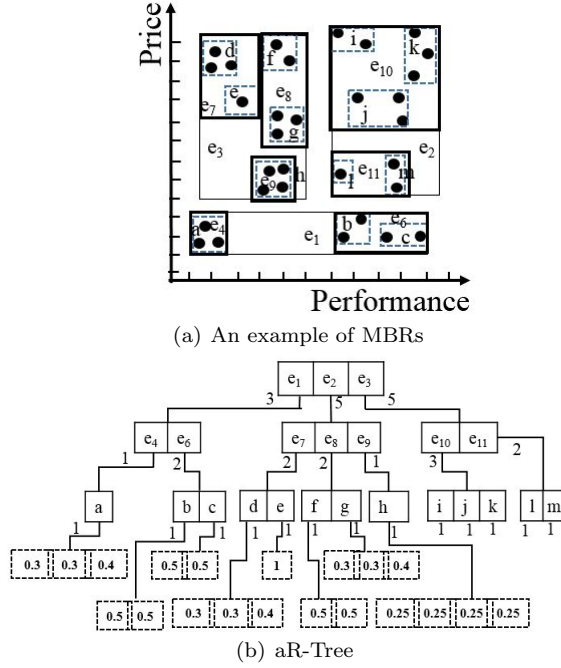 Price
d
e
e7
f
e8
g
i
k
e10
j
e3
e2
e9
h
e11
l
m
a
e4
e1
b
e6
c
Performance
(a) An example of MBRs
e1 e2 e3
3 5 5
e4 e6 e7 e8 e9 e10 e11
1 2 2 2 1 3 2
a b c d e f g h i j k l m
1 1 1 1 1 1 1 1 1 1 1 1 1
0.3 0.3 0.4 0.5 0.5 1 0.3 0.3 0.4
0.5 0.5 0.3 0.3 0.4 0.5 0.5 0.25 0.25 0.25 0.25
(b) aR-Tree